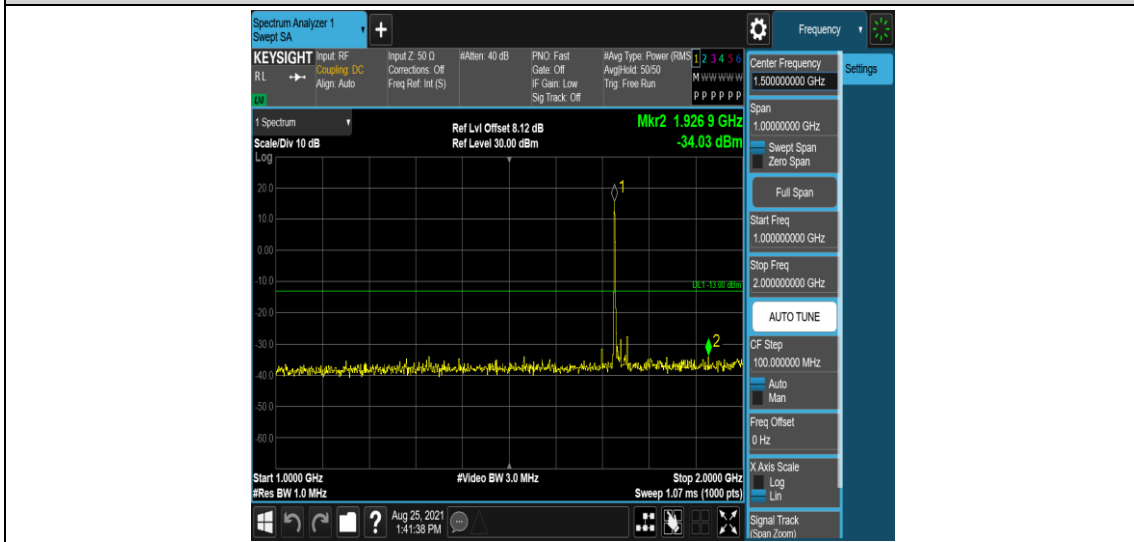 Spectrum Analyzer 1
Swept SA
Frequency
KEYSIGHT
RL
LXI
Input: RF
Coupling: DC
Align: Auto
Input Z: 50 Ω
Corrections: Off
Freq Ref: Int (S)
#Atten: 40 dB
PNO: Fast
Gate: Off
IF Gain: Low
Sig Track: Off
#Avg Type: Power (RMS
Avg|Hold: 50/50
Trig: Free Run
1 2 3 4 5 6
M W W W W W
P P P P P P
1 Spectrum
Scale/Div 10 dB
Log
Ref Lvl Offset 8.12 dB
Ref Level 30.00 dBm
Mkr2 1.926 9 GHz
-34.03 dBm
20.0
10.0
0.00
-10.0
-20.0
-30.0
-40.0
-50.0
-60.0
1
DL1 -13.00 dBm
2
Start 1.0000 GHz
#Res BW 1.0 MHz
#Video BW 3.0 MHz
Stop 2.0000 GHz
Sweep 1.07 ms (1000 pts)
?
Aug 25, 2021
1:41:38 PM
Center Frequency
1.500000000 GHz
Settings
Span
1.00000000 GHz
Swept Span
Zero Span
Full Span
Start Freq
1.000000000 GHz
Stop Freq
2.000000000 GHz
AUTO TUNE
CF Step
100.000000 MHz
Auto
Man
Freq Offset
0 Hz
X Axis Scale
Log
Lin
Signal Track
(Span Zoom)